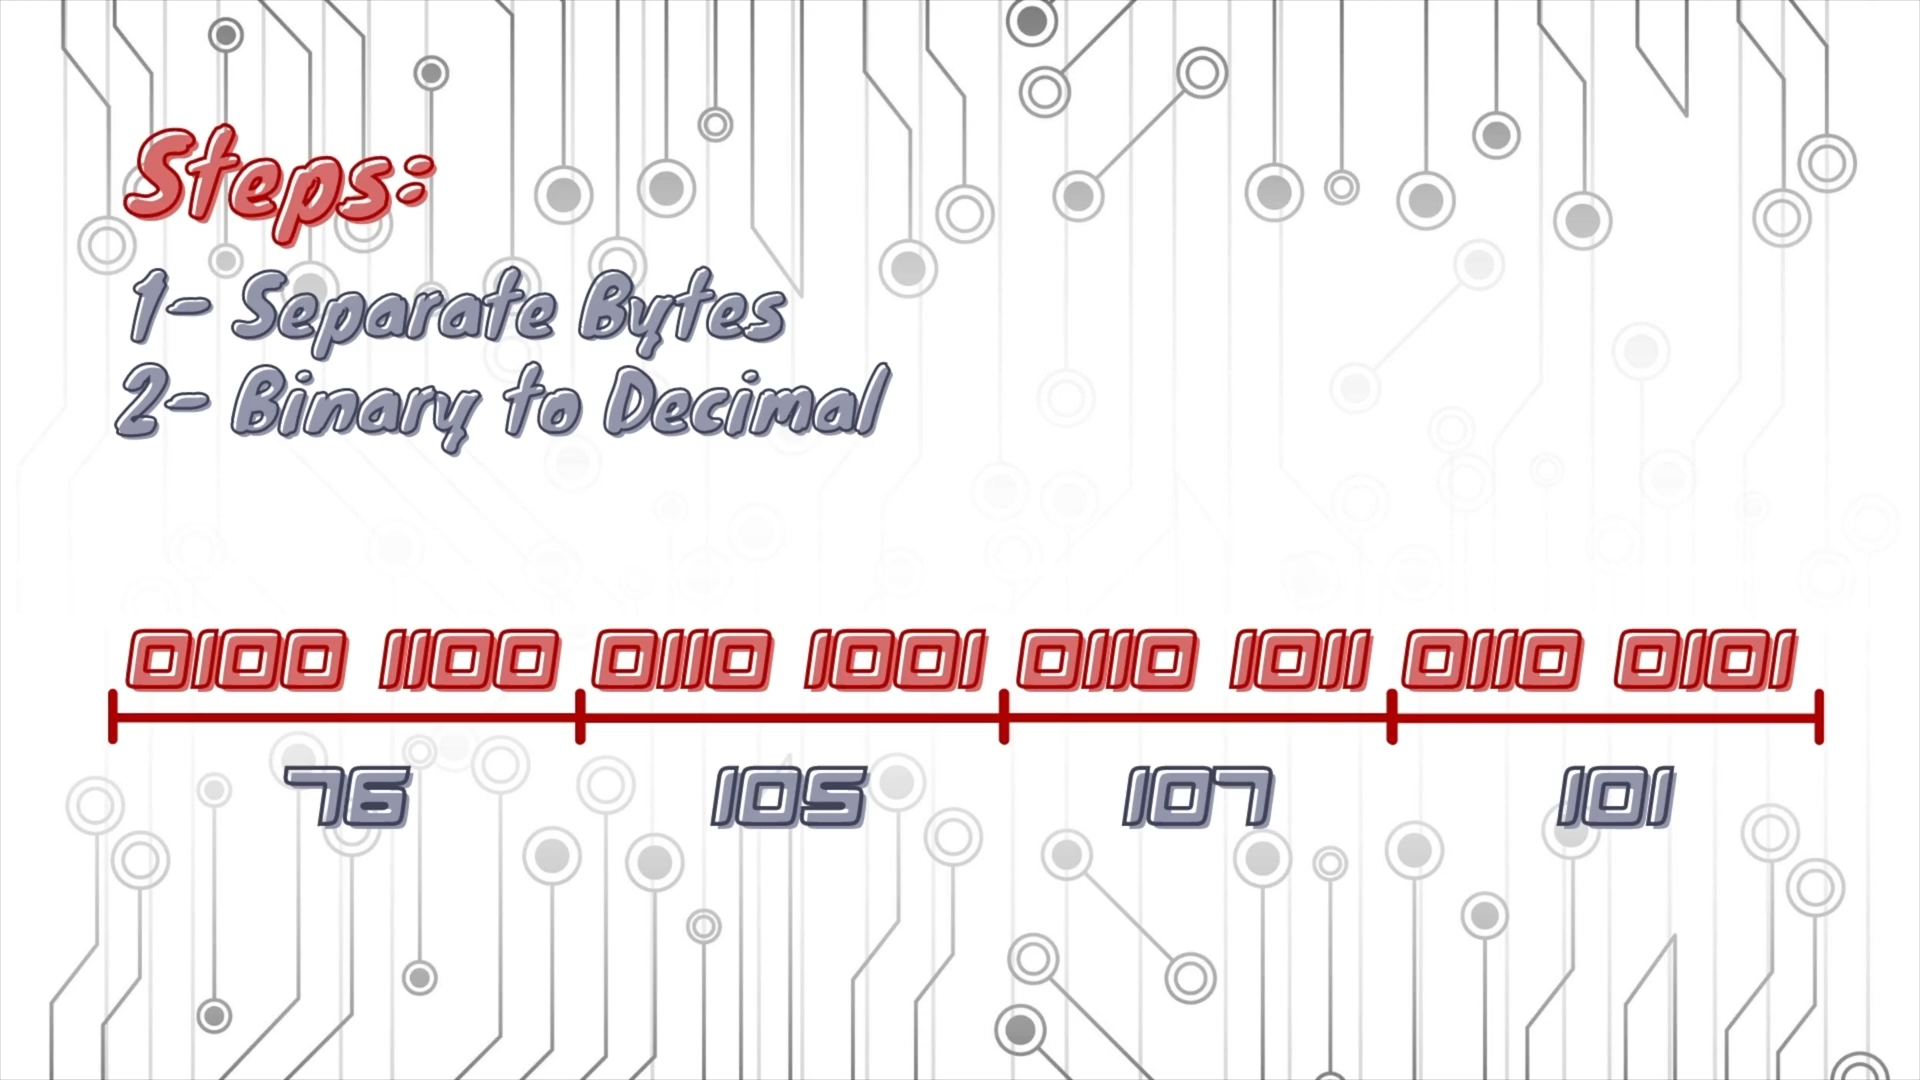 Steps:
1- Separate Bytes
2- Binary to Decimal
0100 1100 0110 1001 0110 1011 0110 0101
76 105 107 101